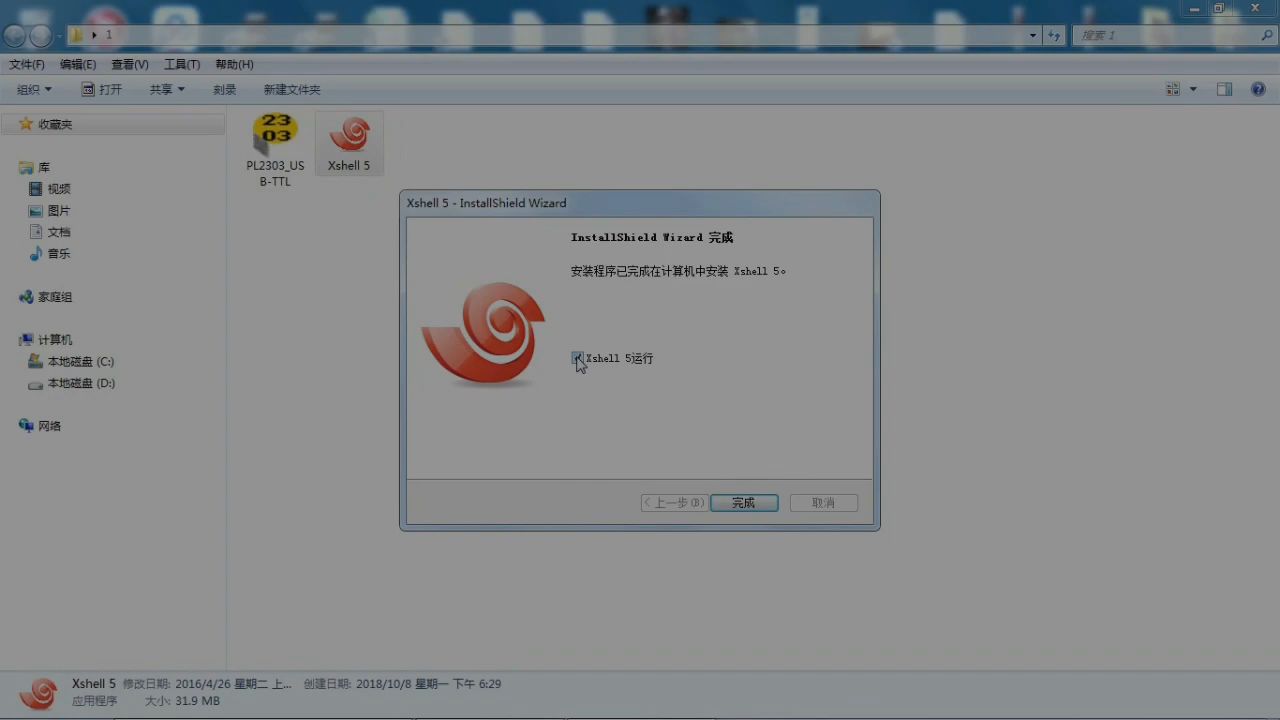 1
搜索 1
文件(F) 编辑(E) 查看(V) 工具(T) 帮助(H)
组织 打开 共享 刻录 新建文件夹
收藏夹
库
视频
图片
文档
音乐
家庭组
计算机
本地磁盘 (C:)
本地磁盘 (D:)
网络
2303
PL2303_US
B-TTL
Xshell 5
Xshell 5 - InstallShield Wizard
InstallShield Wizard 完成
安装程序已完成在计算机中安装 Xshell 5。
Xshell 5运行
< 上一步(B) 完成 取消
Xshell 5 修改日期: 2016/4/26 星期二 上... 创建日期: 2018/10/8 星期一 下午 6:29
应用程序 大小: 31.9 MB